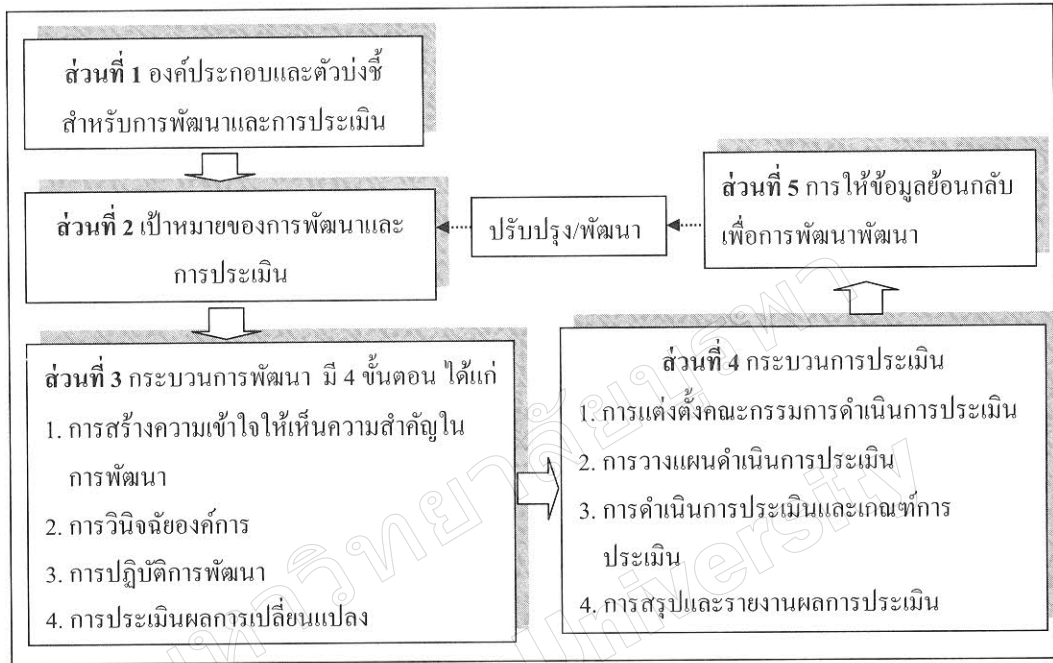 ส่วนที่ 1 องค์ประกอบและตัวบ่งชี้
สำหรับการพัฒนาและการประเมิน
ส่วนที่ 2 เป้าหมายของการพัฒนาและ
การประเมิน
ปรับปรุง/พัฒนา
ส่วนที่ 5 การให้ข้อมูลย้อนกลับ
เพื่อการพัฒนาพัฒนา
ส่วนที่ 3 กระบวนการพัฒนา มี 4 ขั้นตอน ได้แก่
1. การสร้างความเข้าใจให้เห็นความสำคัญใน
การพัฒนา
2. การวินิจฉัยองค์การ
3. การปฏิบัติการพัฒนา
4. การประเมินผลการเปลี่ยนแปลง
ส่วนที่ 4 กระบวนการประเมิน
1. การแต่งตั้งคณะกรรมการดำเนินการประเมิน
2. การวางแผนดำเนินการประเมิน
3. การดำเนินการประเมินและเกณฑ์การ
ประเมิน
4. การสรุปและรายงานผลการประเมิน
University